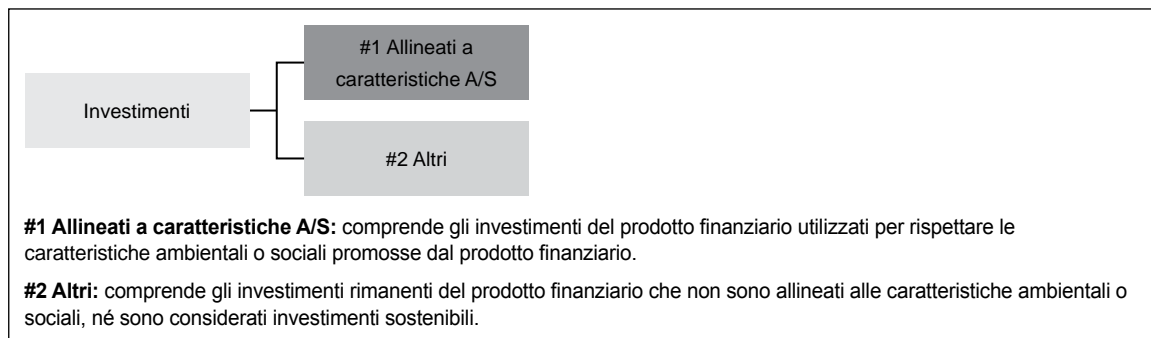 #1 Allineati a
caratteristiche A/S
Investimenti
#2 Altri
#1 Allineati a caratteristiche A/S: comprende gli investimenti del prodotto finanziario utilizzati per rispettare le
caratteristiche ambientali o sociali promosse dal prodotto finanziario.
#2 Altri: comprende gli investimenti rimanenti del prodotto finanziario che non sono allineati alle caratteristiche ambientali o
sociali, né sono considerati investimenti sostenibili.